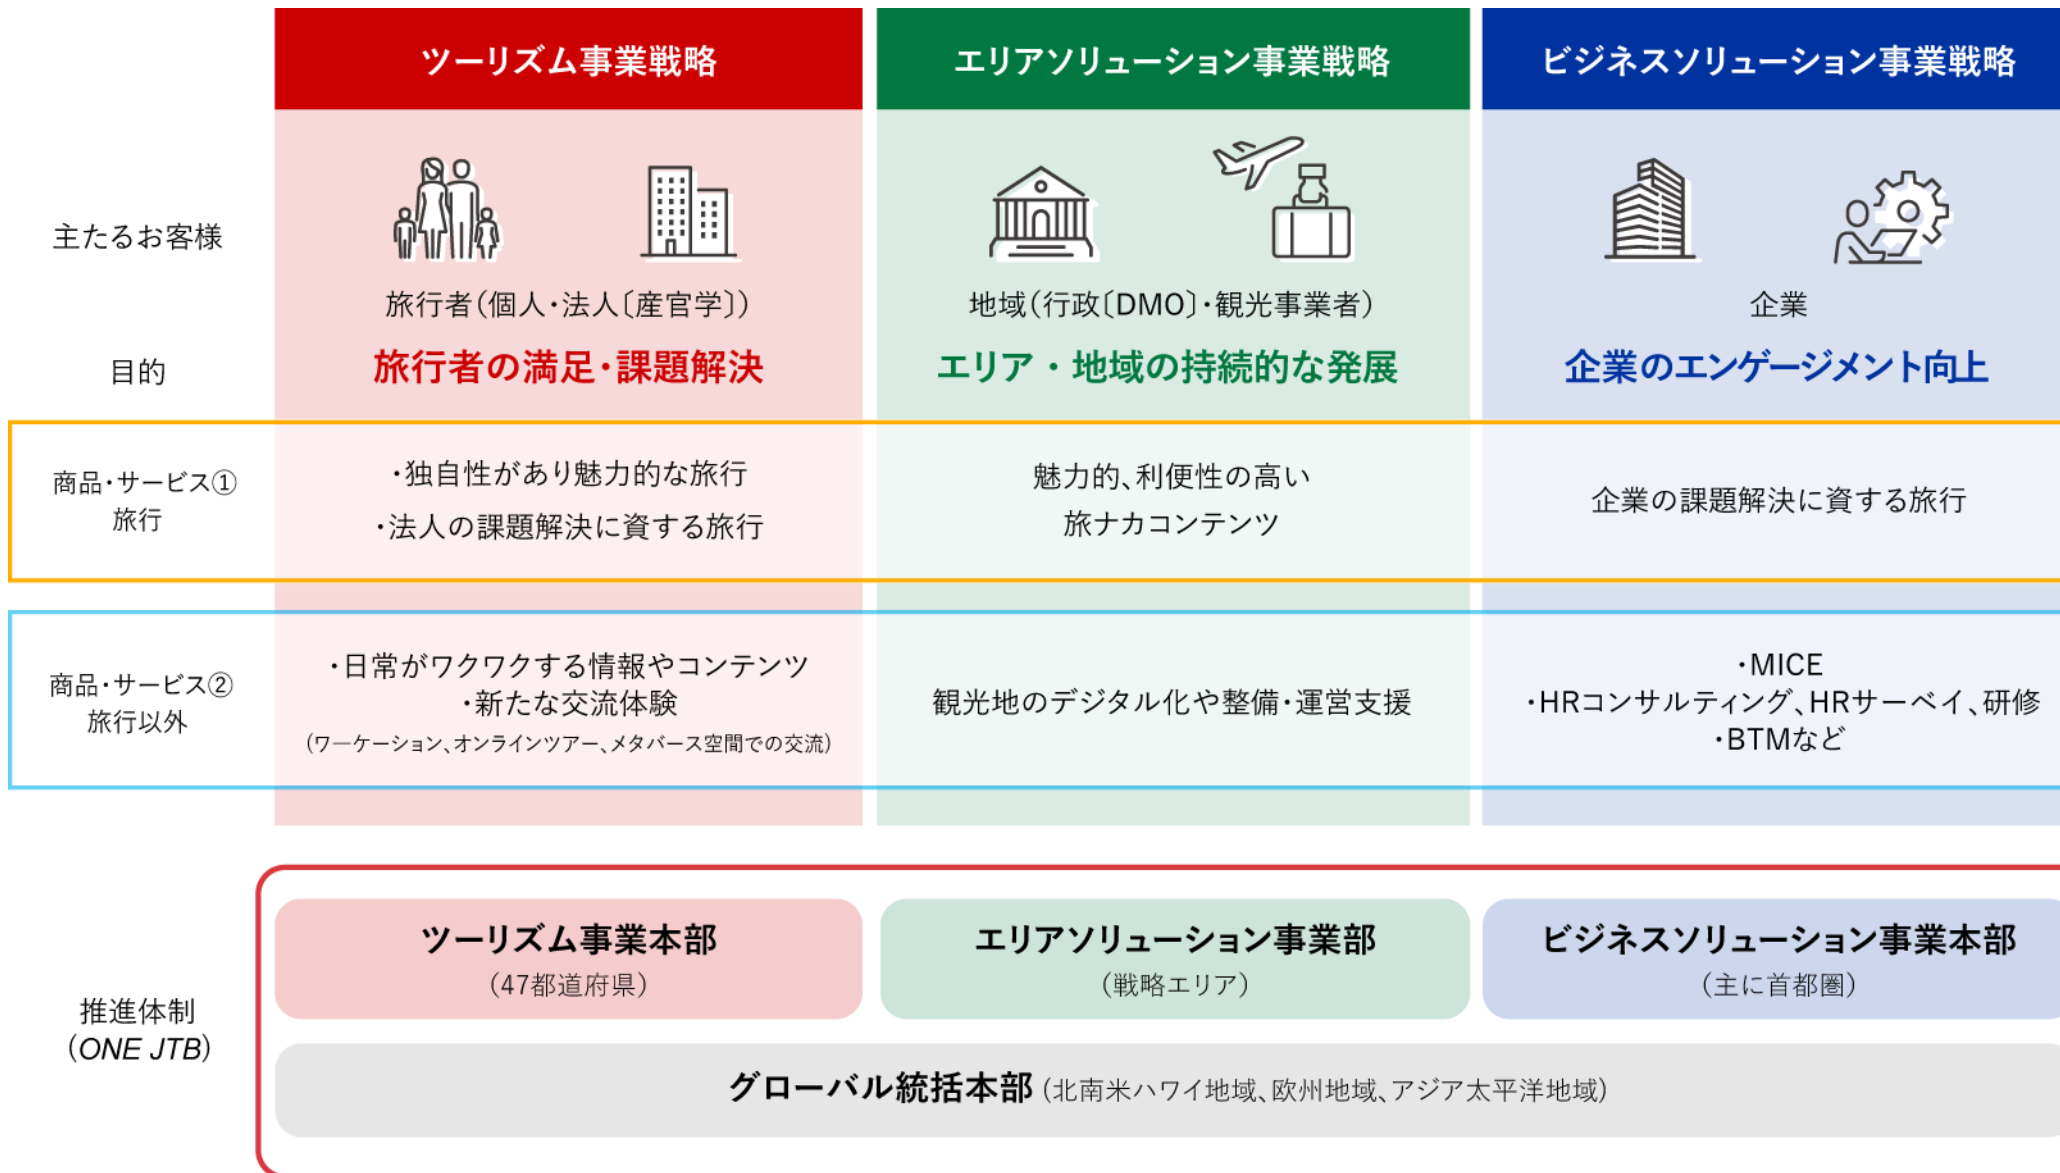 ツーリズム事業戦略
エリアソリューション事業戦略
ビジネスソリューション事業戦略
主たるお客様
旅行者(個人・法人〔産官学〕)
地域(行政〔DMO〕・観光事業者)
企業
目的
旅行者の満足・課題解決
エリア・地域の持続的な発展
企業のエンゲージメント向上
商品・サービス①
旅行
・独自性があり魅力的な旅行
・法人の課題解決に資する旅行
魅力的、利便性の高い
旅ナカコンテンツ
企業の課題解決に資する旅行
商品・サービス②
旅行以外
・日常がワクワクする情報やコンテンツ
・新たな交流体験
(ワーケーション、オンラインツアー、メタバース空間での交流)
観光地のデジタル化や整備・運営支援
・MICE
・HRコンサルティング、HRサーベイ、研修
・BTMなど
推進体制
(ONE JTB)
ツーリズム事業本部
(47都道府県)
エリアソリューション事業部
(戦略エリア)
ビジネスソリューション事業本部
(主に首都圏)
グローバル統括本部 (北南米ハワイ地域、欧州地域、アジア太平洋地域)